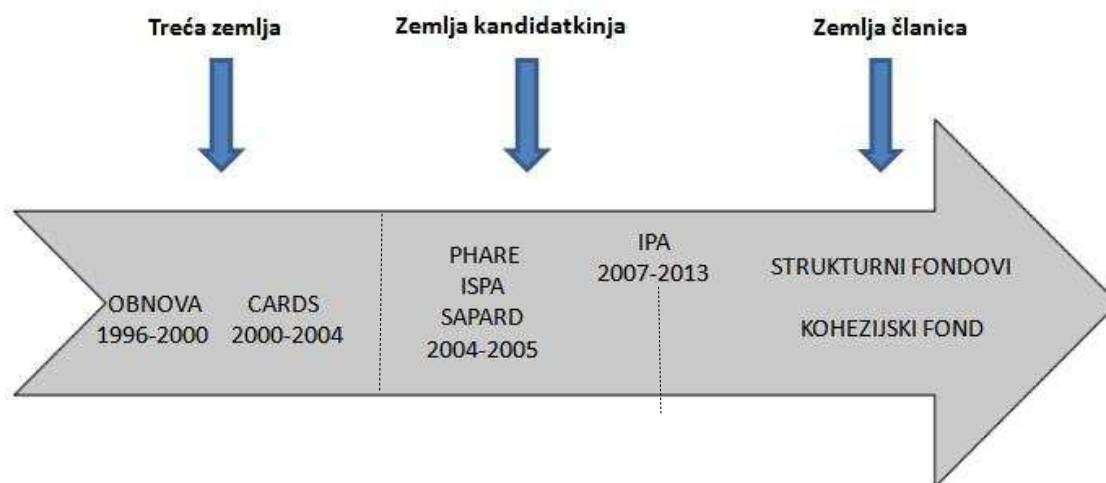 Treća zemlja
Zemlja kandidatkinja
Zemlja članica
OBNOVA
1996-2000
CARDS
2000-2004
PHARE
ISPA
SAPARD
2004-2005
IPA
2007-2013
STRUKTURNI FONDOVI
KOHEZIJSKI FOND